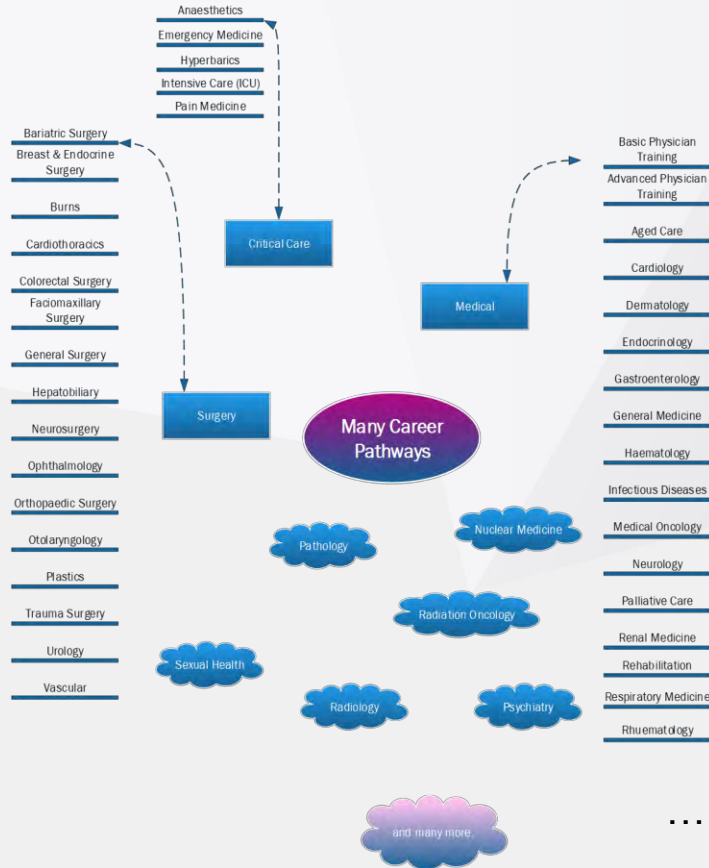 Anaesthetics
Emergency Medicine
Hyperbarics
Intensive Care (ICU)
Pain Medicine
Critical Care
Bariatric Surgery
Breast & Endocrine
Surgery
Burns
Cardiothoracics
Colorectal Surgery
Faciomaxillary
Surgery
General Surgery
Hepatobiliary
Neurosurgery
Ophthalmology
Orthopaedic Surgery
Otolaryngology
Plastics
Trauma Surgery
Urology
Vascular
Surgery
Medical
Basic Physician
Training
Advanced Physician
Training
Aged Care
Cardiology
Dermatology
Endocrinology
Gastroenterology
General Medicine
Haematology
Infectious Diseases
Medical Oncology
Neurology
Palliative Care
Renal Medicine
Rehabilitation
Respiratory Medicine
Rhuematology
Many Career
Pathways
Pathology
Nuclear Medicine
Radiation Oncology
Sexual Health
Radiology
Psychiatry
and many more.
...